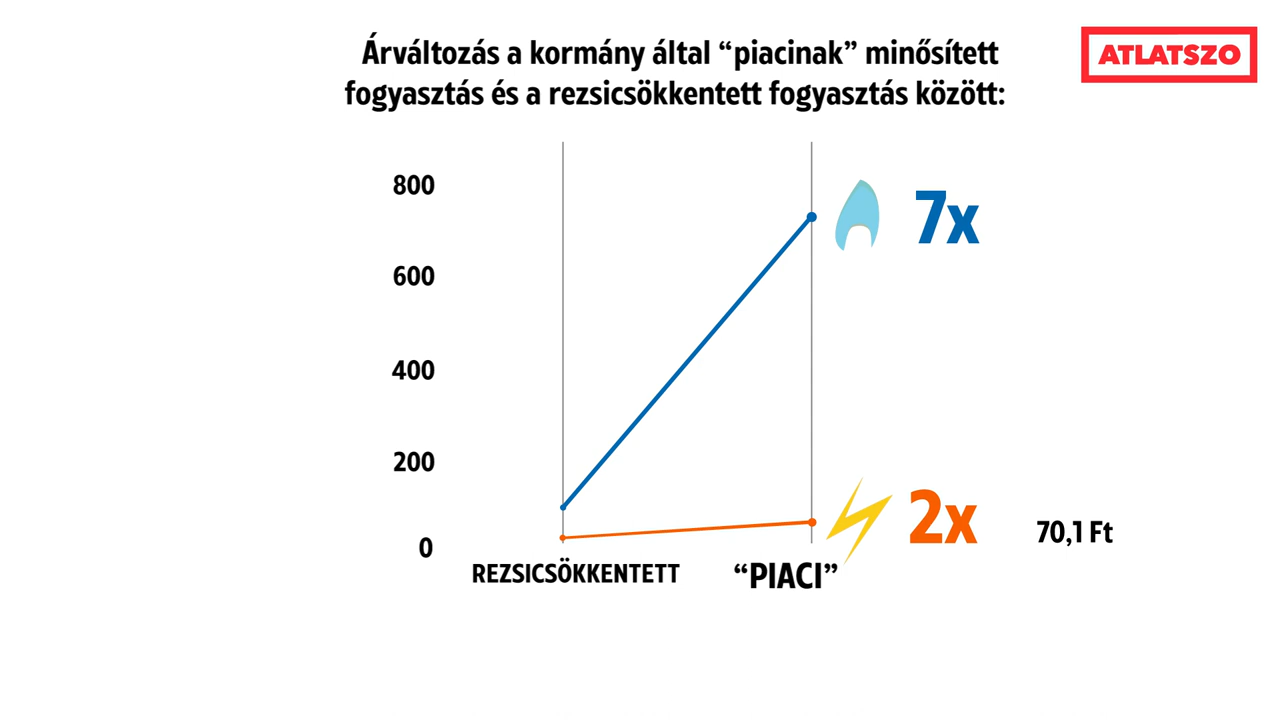 Árváltozás a kormány által “piacinak” minősített
fogyasztás és a rezsicsökkentett fogyasztás között:
ATLATSZO
800
600
400
200
0
7x
2x
70,1 Ft
REZSICSÖKKENTETT
“PIACI”